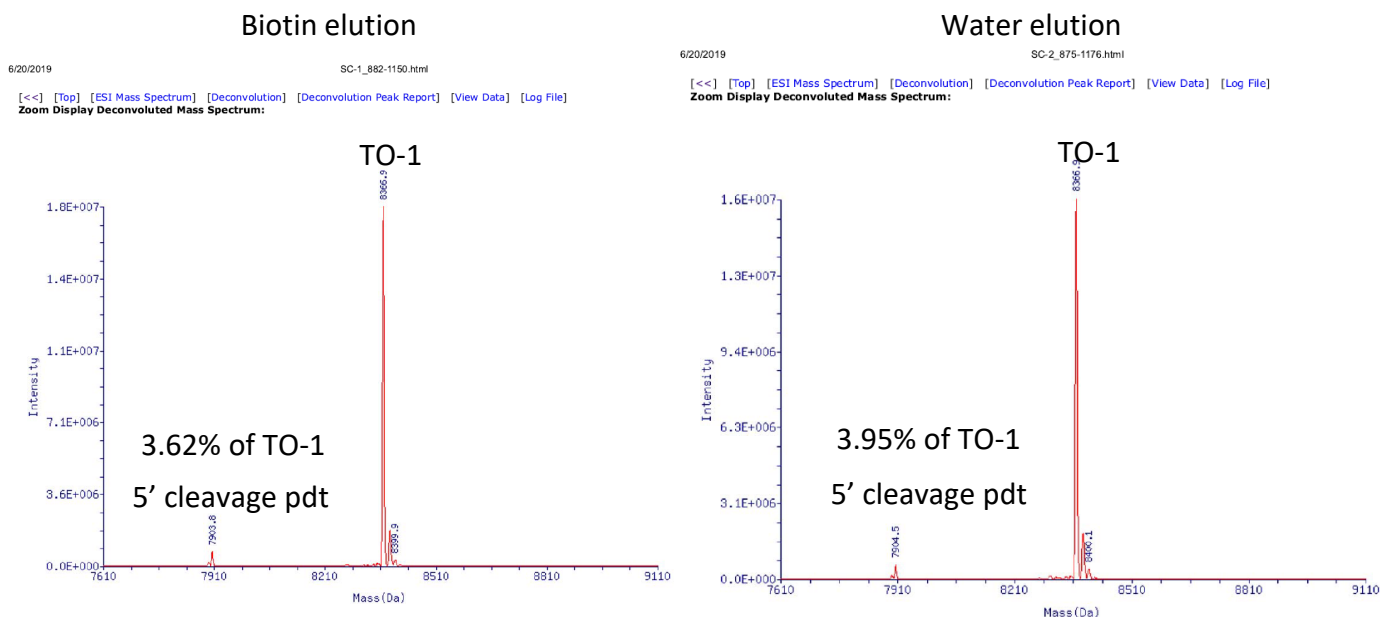 Biotin elution
6/20/2019
SC-1_882-1150.html
[<<] [Top] [ESI Mass Spectrum] [Deconvolution] [Deconvolution Peak Report] [View Data] [Log File]
Zoom Display Deconvoluted Mass Spectrum:
TO-1
8366.9
1.8E+007
1.4E+007
1.1E+007
7.1E+006
3.6E+006
0.0E+000
Intensity
3.62% of TO-1
5’ cleavage pdt
7903.8
8399.9
7610
7910
8210
8510
8810
9110
Mass(Da)
Water elution
6/20/2019
SC-2_875-1176.html
[<<] [Top] [ESI Mass Spectrum] [Deconvolution] [Deconvolution Peak Report] [View Data] [Log File]
Zoom Display Deconvoluted Mass Spectrum:
TO-1
8366.9
1.6E+007
1.3E+007
9.4E+006
6.3E+006
3.1E+006
0.0E+000
Intensity
3.95% of TO-1
5’ cleavage pdt
7904.5
7610
7910
8210
8510
8810
9110
Mass(Da)